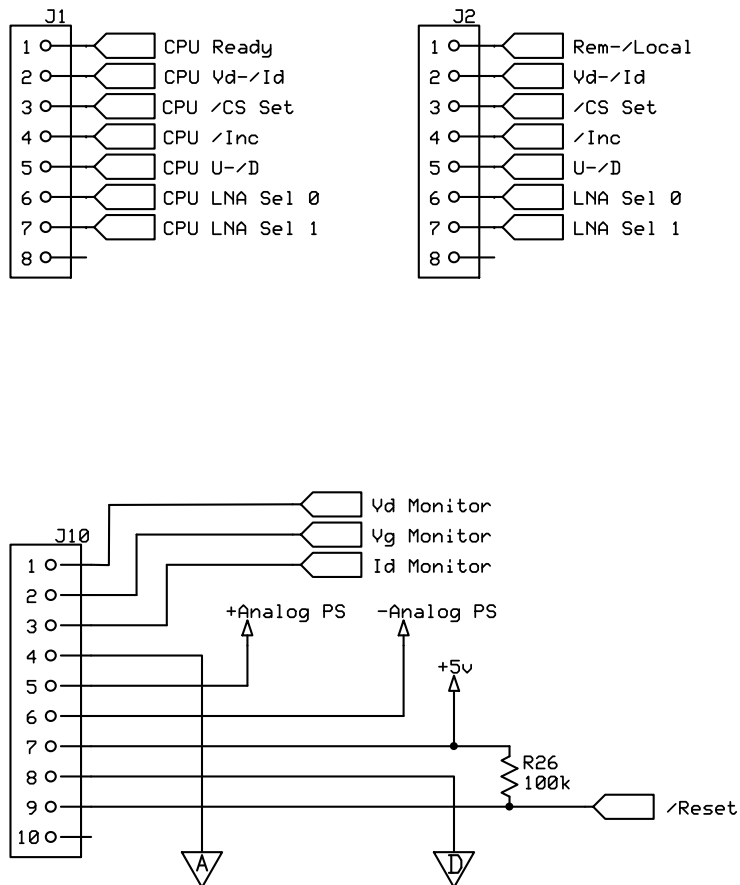 J1
1 CPU Ready
2 CPU Vd-/Id
3 CPU /CS Set
4 CPU /Inc
5 CPU U-/D
6 CPU LNA Sel 0
7 CPU LNA Sel 1
8
J2
1 Rem-/Local
2 Vd-/Id
3 /CS Set
4 /Inc
5 U-/D
6 LNA Sel 0
7 LNA Sel 1
8
J10
Vd Monitor
Vg Monitor
1 Id Monitor
2
3 +Analog PS -Analog PS
4
5 +5v
6
7
R26
8 100k
9 /Reset
10
A D